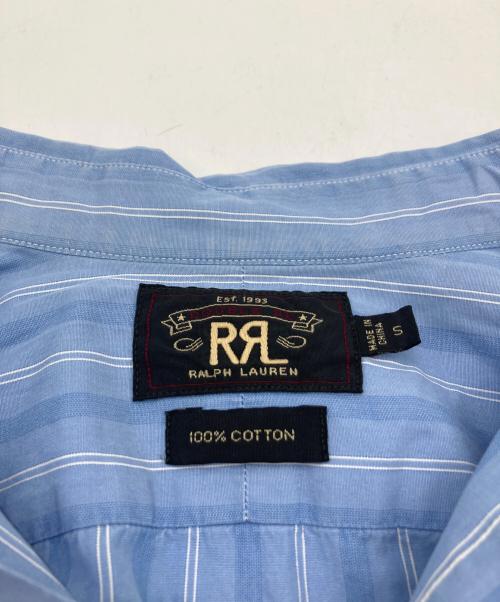 EST. 1993
RRL
RALPH LAUREN
MADE IN
CHINA
S
100% COTTON